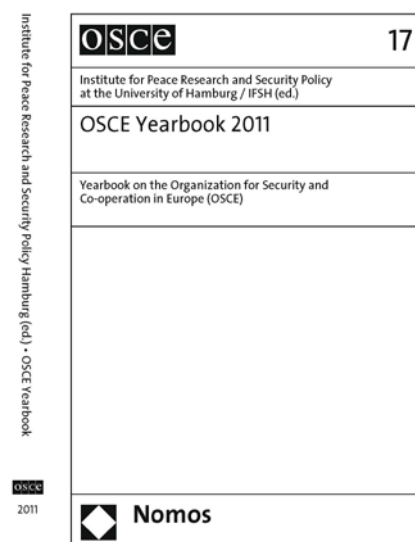 Institute for Peace Research and Security Policy Hamburg (ed.) • OSCE Yearbook
osce
2011
osce
17
Institute for Peace Research and Security Policy
at the University of Hamburg / IFSH (ed.)
OSCE Yearbook 2011
Yearbook on the Organization for Security and
Co-operation in Europe (OSCE)
Nomos